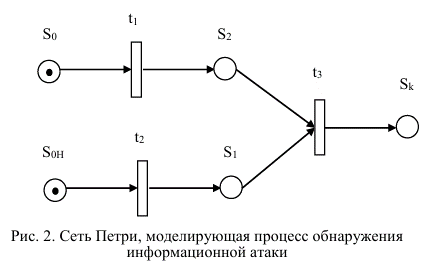 t₁
S₀
S₂
t₃
Sₖ
S₀ₕ
t₂
S₁
Рис. 2. Сеть Петри, моделирующая процесс обнаружения
информационной атаки